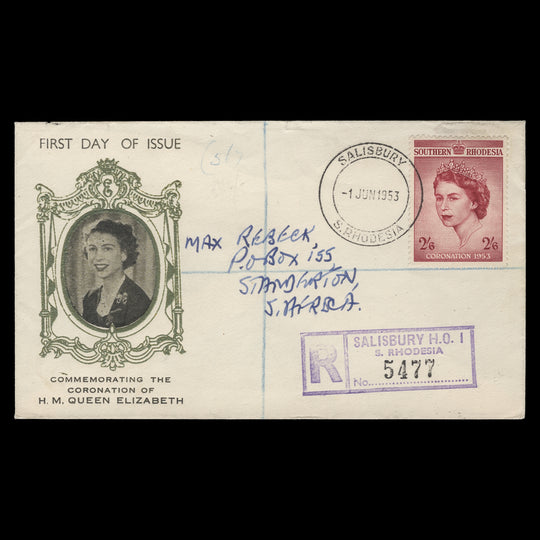 FIRST DAY OF ISSUE
COMMEMORATING THE
CORONATION OF
H. M. QUEEN ELIZABETH
MAX REBECK,
P.O BOX 155,
STANDERTON,
S. AFRICA.
SALISBURY
-1 JUN 1953
S. RHODESIA
SOUTHERN RHODESIA
2/6 2/6
CORONATION 1953
R
SALISBURY H.O. 1
S. RHODESIA
No. 5477